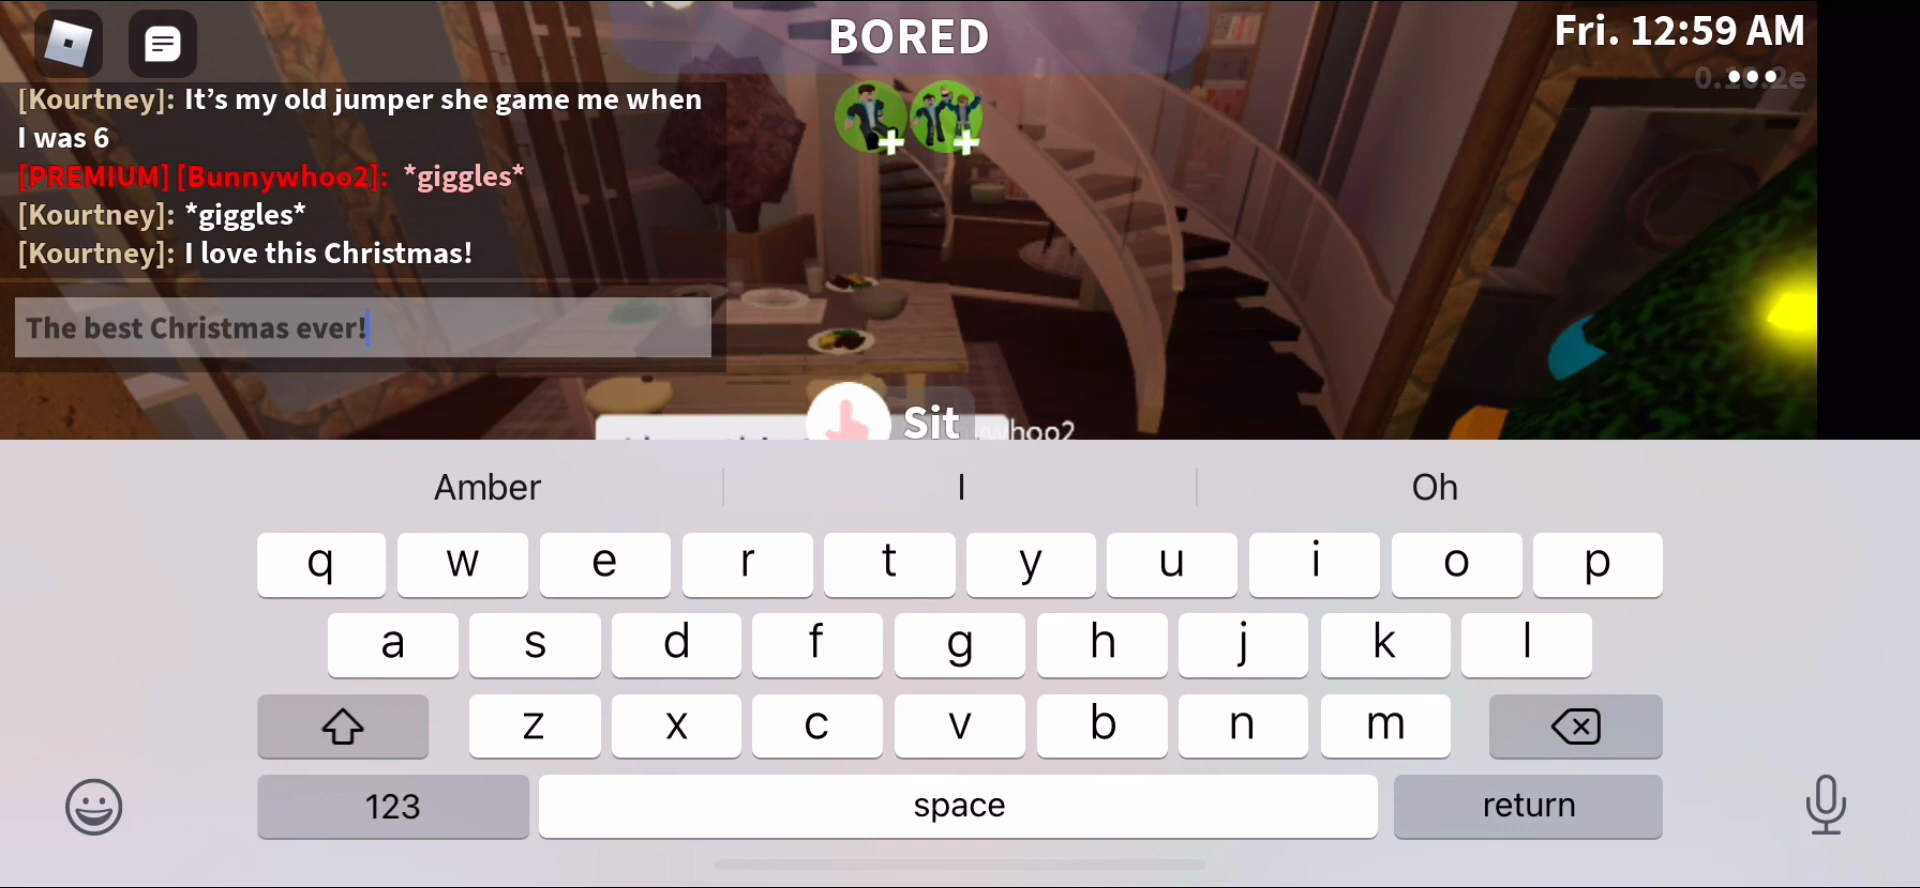 BORED
Fri. 12:59 AM
[Kourtney]: It's my old jumper she game me when
I was 6
[PREMIUM] [Bunnywhoo2]: *giggles*
[Kourtney]: *giggles*
[Kourtney]: I love this Christmas!
The best Christmas ever!
Sit
whoo2
Amber I Oh
q w e r t y u i o p
a s d f g h j k l
z x c v b n m
123 space return